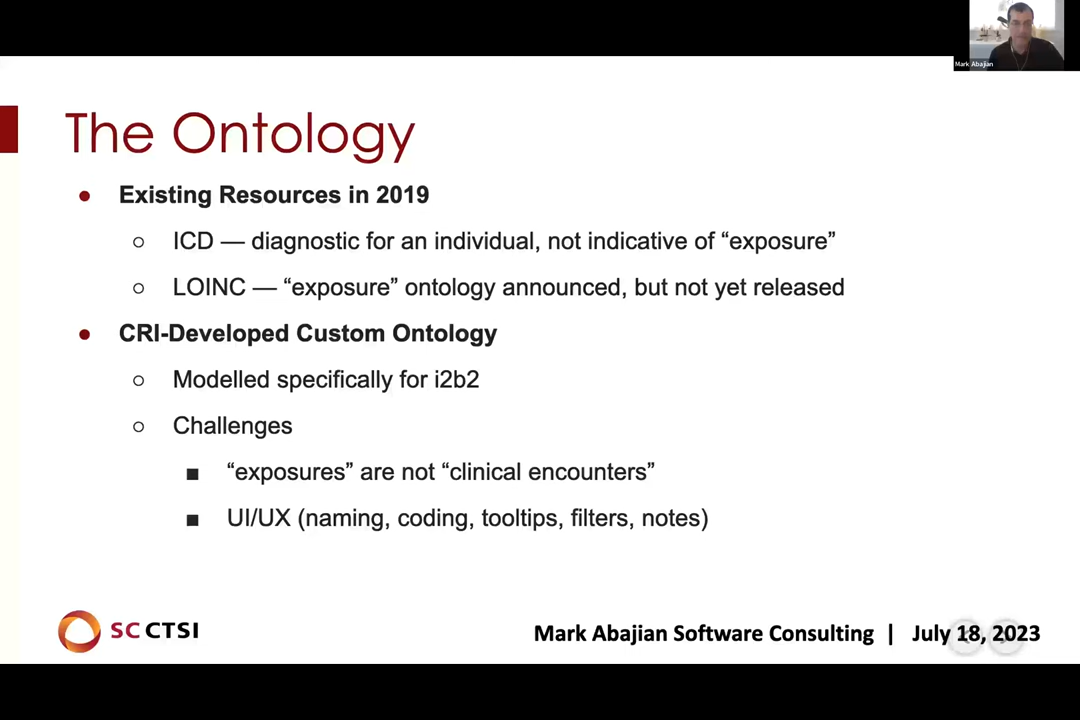 Mark Abajian
The Ontology
● Existing Resources in 2019
○ ICD — diagnostic for an individual, not indicative of “exposure”
○ LOINC — “exposure” ontology announced, but not yet released
● CRI-Developed Custom Ontology
○ Modelled specifically for i2b2
○ Challenges
■ “exposures” are not “clinical encounters”
■ UI/UX (naming, coding, tooltips, filters, notes)
SC CTSI
Mark Abajian Software Consulting | July 18, 2023